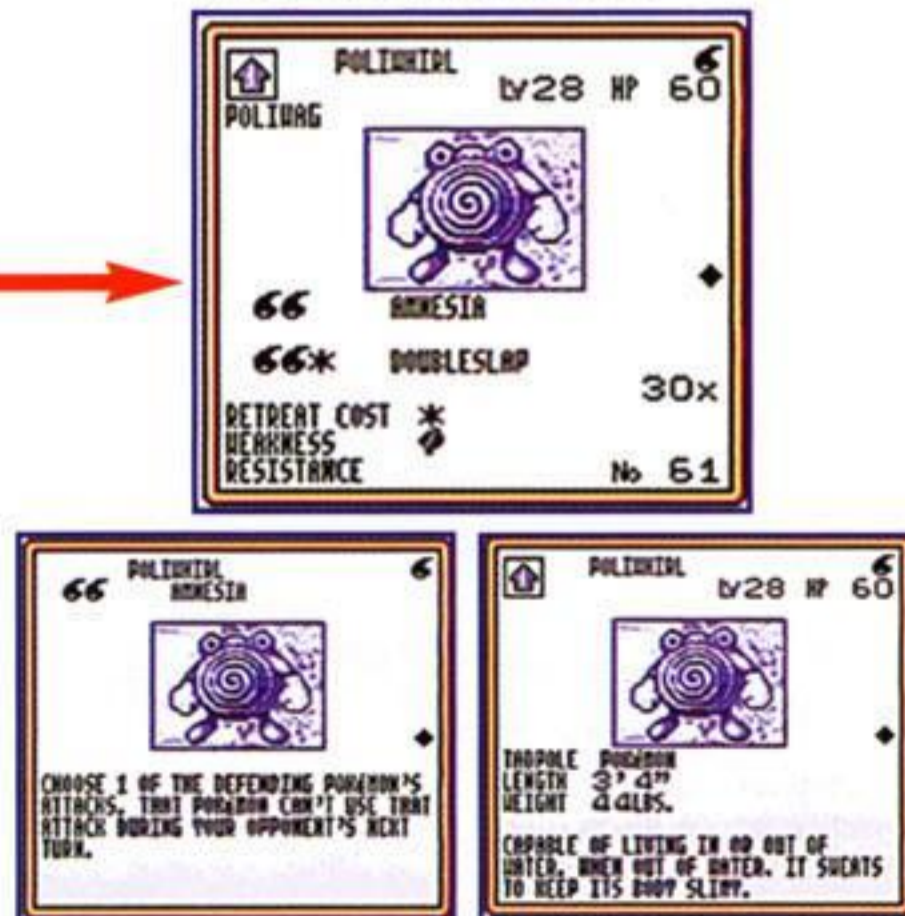 POLIWHIRL
LV28 HP 60
POLIWAG
AMNESIA
DOUBLESLAP
30x
RETREAT COST
WEAKNESS
RESISTANCE
No 61
POLIWHIRL
AMNESIA
CHOOSE 1 OF THE DEFENDING POKéMON'S
ATTACKS. THAT POKéMON CAN'T USE THAT
ATTACK DURING YOUR OPPONENT'S NEXT
TURN.
POLIWHIRL
LV28 HP 60
TADPOLE POKéMON
LENGTH 3' 4"
WEIGHT 44LBS.
CAPABLE OF LIVING IN OR OUT OF
WATER. WHEN OUT OF WATER, IT SWEATS
TO KEEP ITS BODY SLIMY.